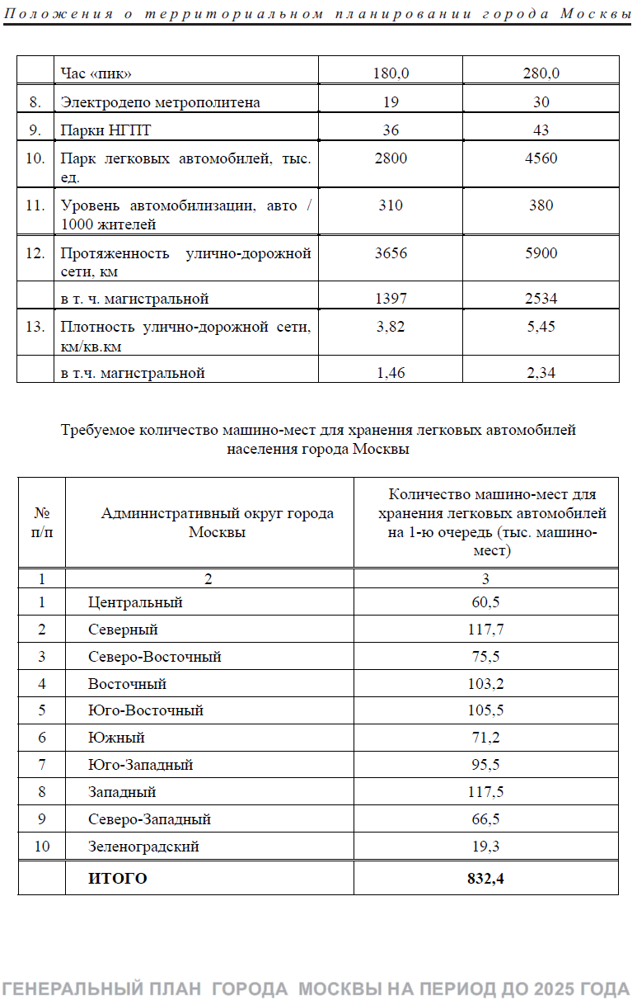 Положения о территориальном планировании города Москвы
Час «пик» 180,0 280,0
8. Электродепо метрополитена 19 30
9. Парки НГПТ 36 43
10. Парк легковых автомобилей, тыс. 2800 4560
ед.
11. Уровень автомобилизации, авто / 310 380
1000 жителей
12. Протяженность улично-дорожной 3656 5900
сети, км
в т. ч. магистральной 1397 2534
13. Плотность улично-дорожной сети, 3,82 5,45
км/кв.км
в т.ч. магистральной 1,46 2,34
Требуемое количество машино-мест для хранения легковых автомобилей
населения города Москвы
№
п/п
Административный округ города
Москвы
Количество машино-мест для
хранения легковых автомобилей
на 1-ю очередь (тыс. машино-
мест)
1 2 3
1 Центральный 60,5
2 Северный 117,7
3 Северо-Восточный 75,5
4 Восточный 103,2
5 Юго-Восточный 105,5
6 Южный 71,2
7 Юго-Западный 95,5
8 Западный 117,5
9 Северо-Западный 66,5
10 Зеленоградский 19,3
ИТОГО 832,4
ГЕНЕРАЛЬНЫЙ ПЛАН ГОРОДА МОСКВЫ НА ПЕРИОД ДО 2025 ГОДА